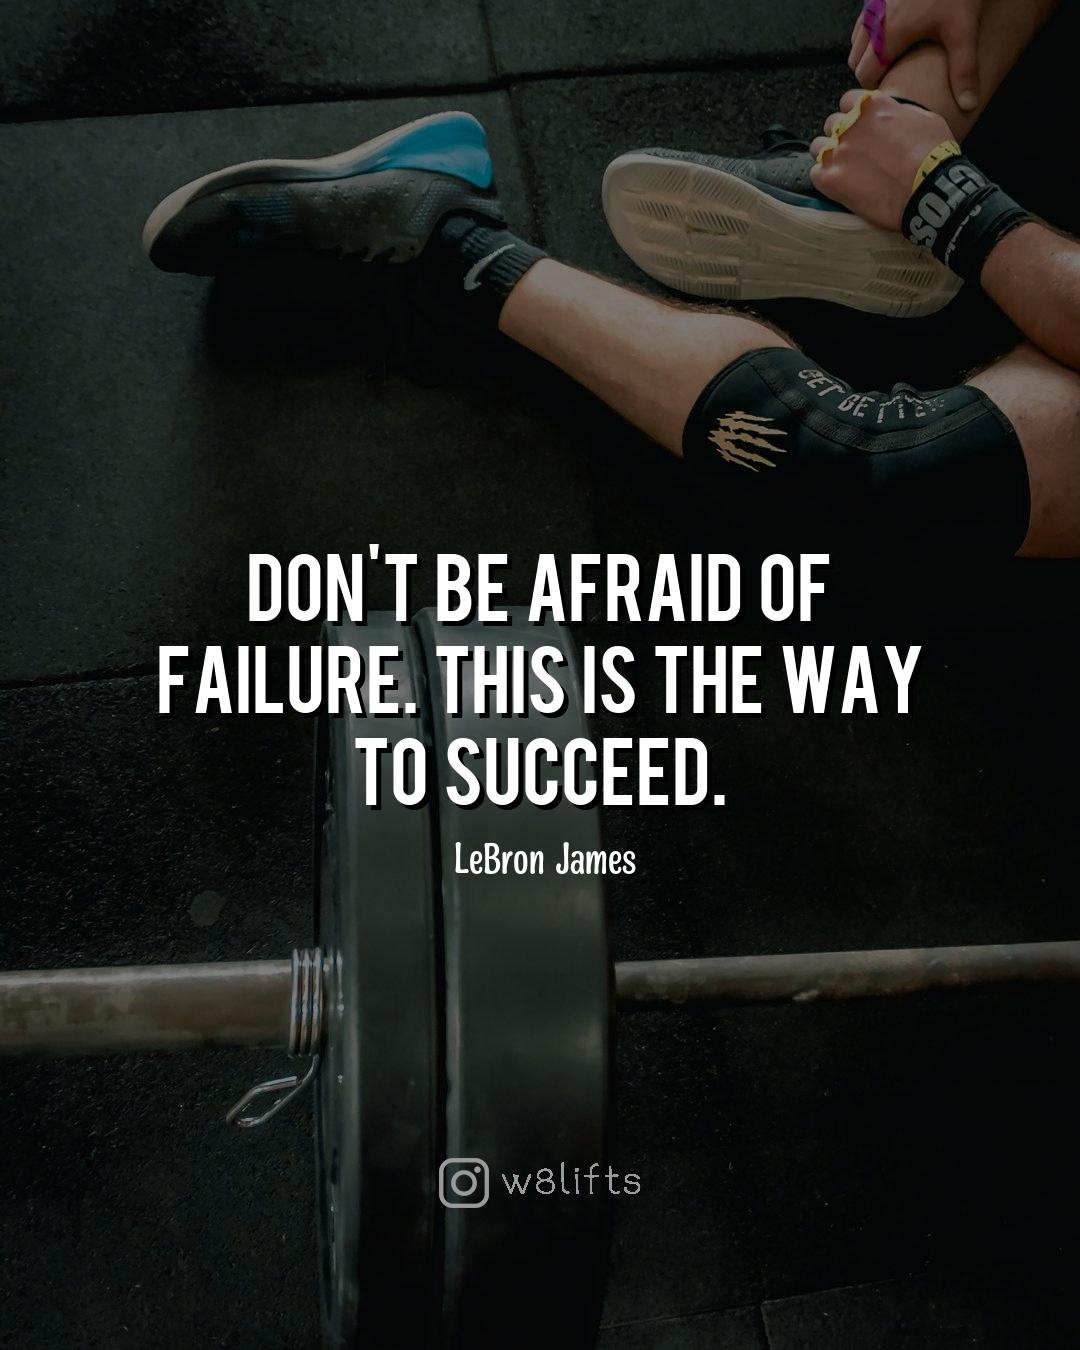 GET BETTER
DON'T BE AFRAID OF
FAILURE. THIS IS THE WAY
TO SUCCEED.
LeBron James
w8lifts